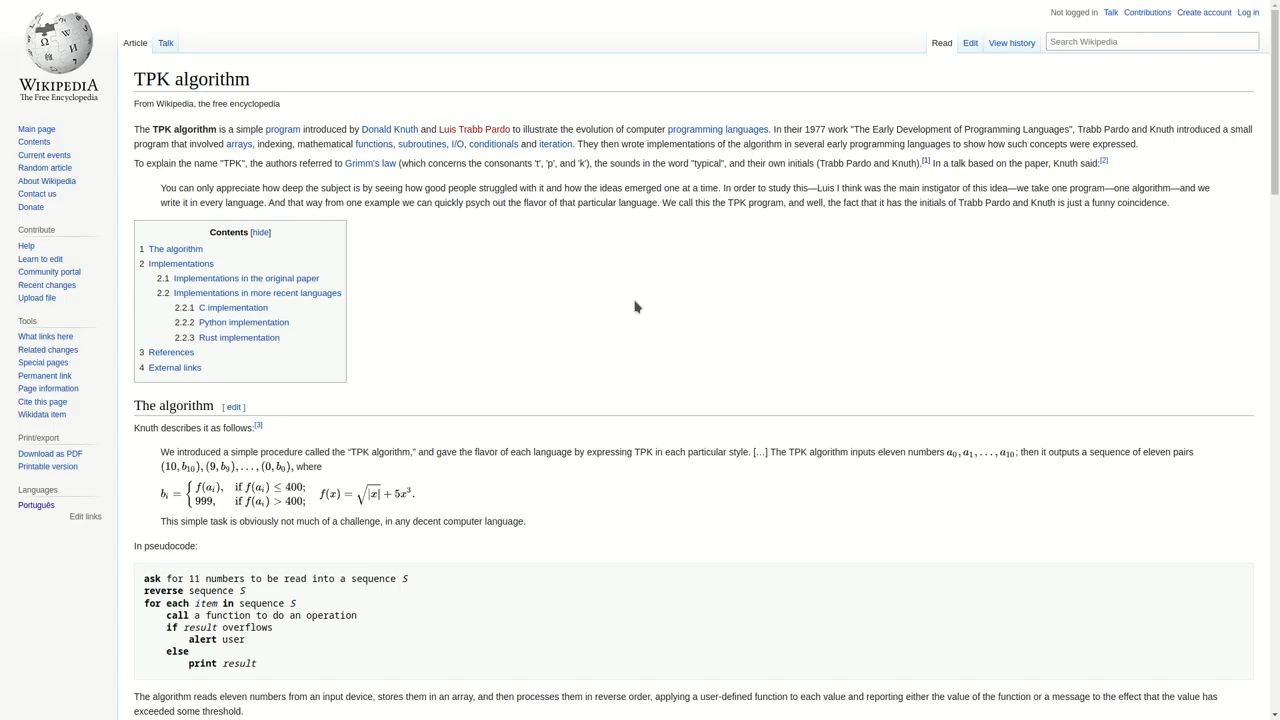 Not logged in Talk Contributions Create account Log in
Article Talk Read Edit View history Search Wikipedia
WIKIPEDIA
The Free Encyclopedia
Main page
Contents
Current events
Random article
About Wikipedia
Contact us
Donate
Contribute
Help
Learn to edit
Community portal
Recent changes
Upload file
Tools
What links here
Related changes
Special pages
Permanent link
Page information
Cite this page
Wikidata item
Print/export
Download as PDF
Printable version
Languages
Português
Edit links
TPK algorithm
From Wikipedia, the free encyclopedia
The TPK algorithm is a simple program introduced by Donald Knuth and Luis Trabb Pardo to illustrate the evolution of computer programming languages. In their 1977 work "The Early Development of Programming Languages", Trabb Pardo and Knuth introduced a small
program that involved arrays, indexing, mathematical functions, subroutines, I/O, conditionals and iteration. They then wrote implementations of the algorithm in several early programming languages to show how such concepts were expressed.
To explain the name "TPK", the authors referred to Grimm's law (which concerns the consonants 't', 'p', and 'k'), the sounds in the word "typical", and their own initials (Trabb Pardo and Knuth).[1] In a talk based on the paper, Knuth said:[2]
You can only appreciate how deep the subject is by seeing how good people struggled with it and how the ideas emerged one at a time. In order to study this—Luis I think was the main instigator of this idea—we take one program—one algorithm—and we
write it in every language. And that way from one example we can quickly psych out the flavor of that particular language. We call this the TPK program, and well, the fact that it has the initials of Trabb Pardo and Knuth is just a funny coincidence.
Contents [hide]
1 The algorithm
2 Implementations
2.1 Implementations in the original paper
2.2 Implementations in more recent languages
2.2.1 C implementation
2.2.2 Python implementation
2.2.3 Rust implementation
3 References
4 External links
The algorithm [ edit ]
Knuth describes it as follows:[3]
We introduced a simple procedure called the “TPK algorithm,” and gave the flavor of each language by expressing TPK in each particular style. […] The TPK algorithm inputs eleven numbers a₀, a₁, …, a₁₀; then it outputs a sequence of eleven pairs
(10, b₁₀), (9, b₉), …, (0, b₀), where
bᵢ = { f(aᵢ), if f(aᵢ) ≤ 400; 999, if f(aᵢ) > 400; f(x) = √|x| + 5x³.
This simple task is obviously not much of a challenge, in any decent computer language.
In pseudocode:
ask for 11 numbers to be read into a sequence S
reverse sequence S
for each item in sequence S
call a function to do an operation
if result overflows
alert user
else
print result
The algorithm reads eleven numbers from an input device, stores them in an array, and then processes them in reverse order, applying a user-defined function to each value and reporting either the value of the function or a message to the effect that the value has
exceeded some threshold.